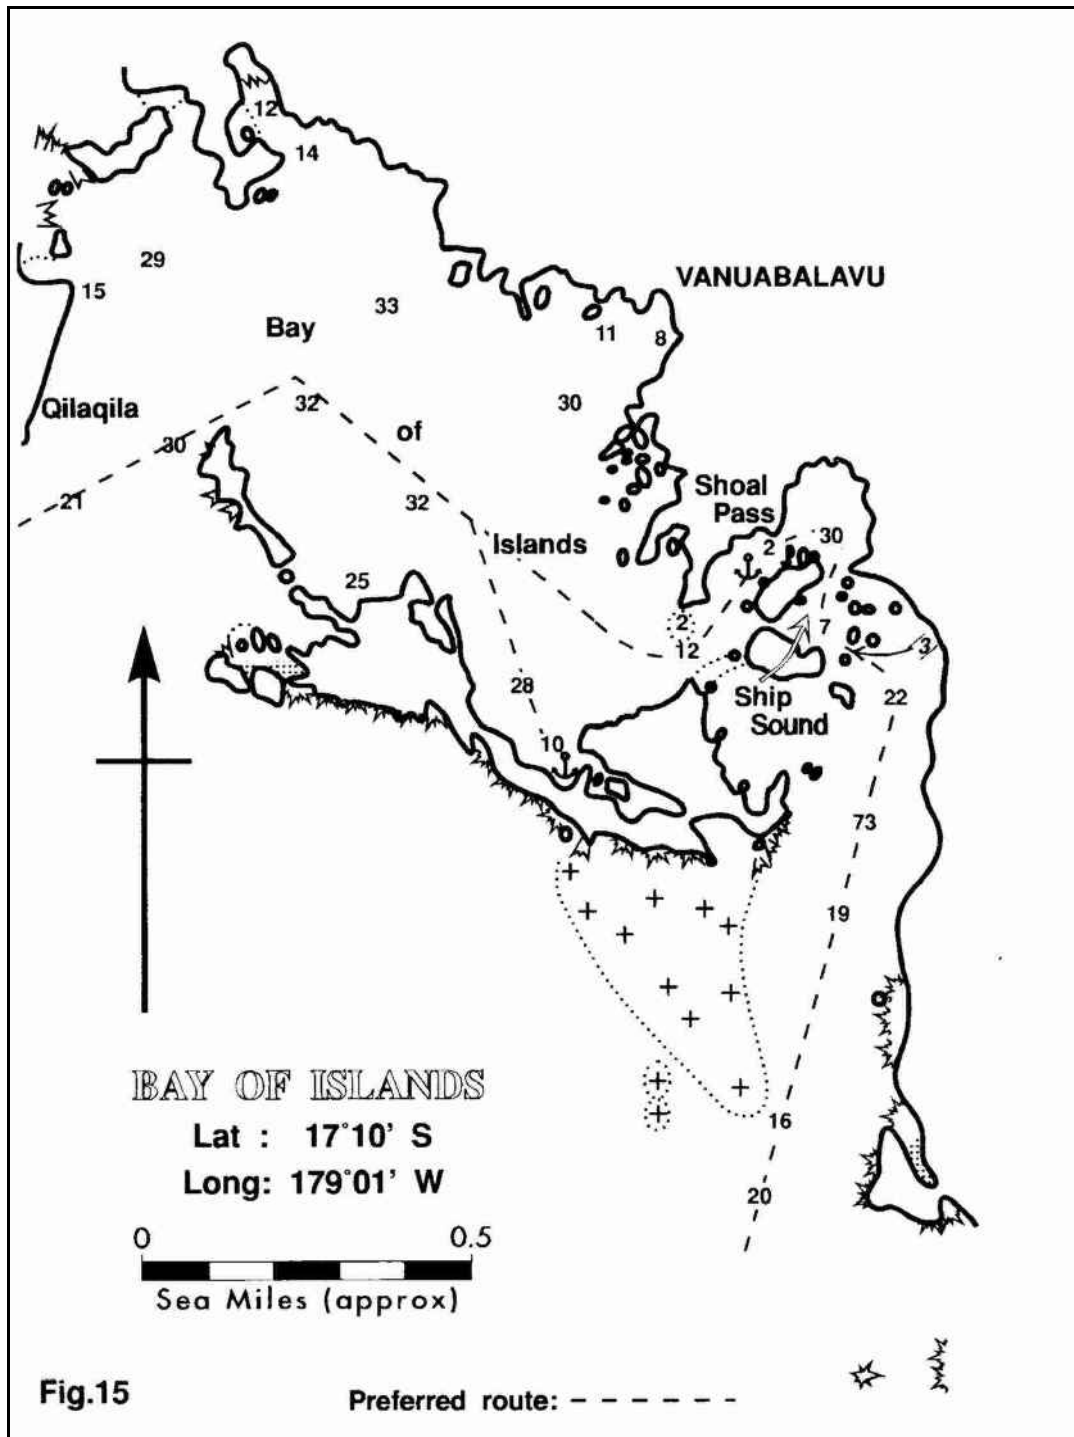 12
14
29
15
33
VANUABALAVU
Bay
11
8
Qilaqila
32
30
of
30
21
32
Shoal
Pass
2
30
Islands
25
2
7
12
3
28
Ship
Sound
22
10
73
19
BAY OF ISLANDS
Lat : 17°10' S
Long: 179°01' W
16
20
0 0.5
Sea Miles (approx)
Fig.15
Preferred route: